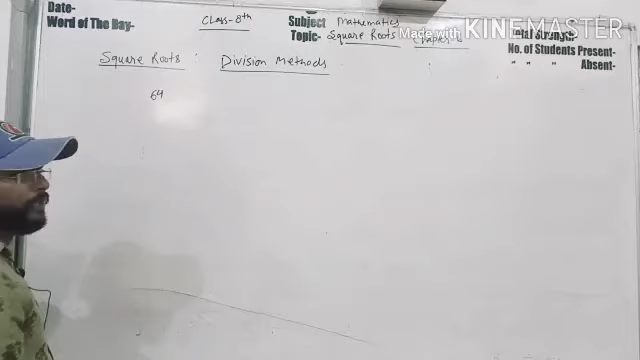 Date-
Word of The Day-
Class-8th
Subject Mathematics
Topic- Square Roots
Made with KINEMASTER
Total Strength-
No. of Students Present-
" " " Absent-
Square Roots Division Methods
64